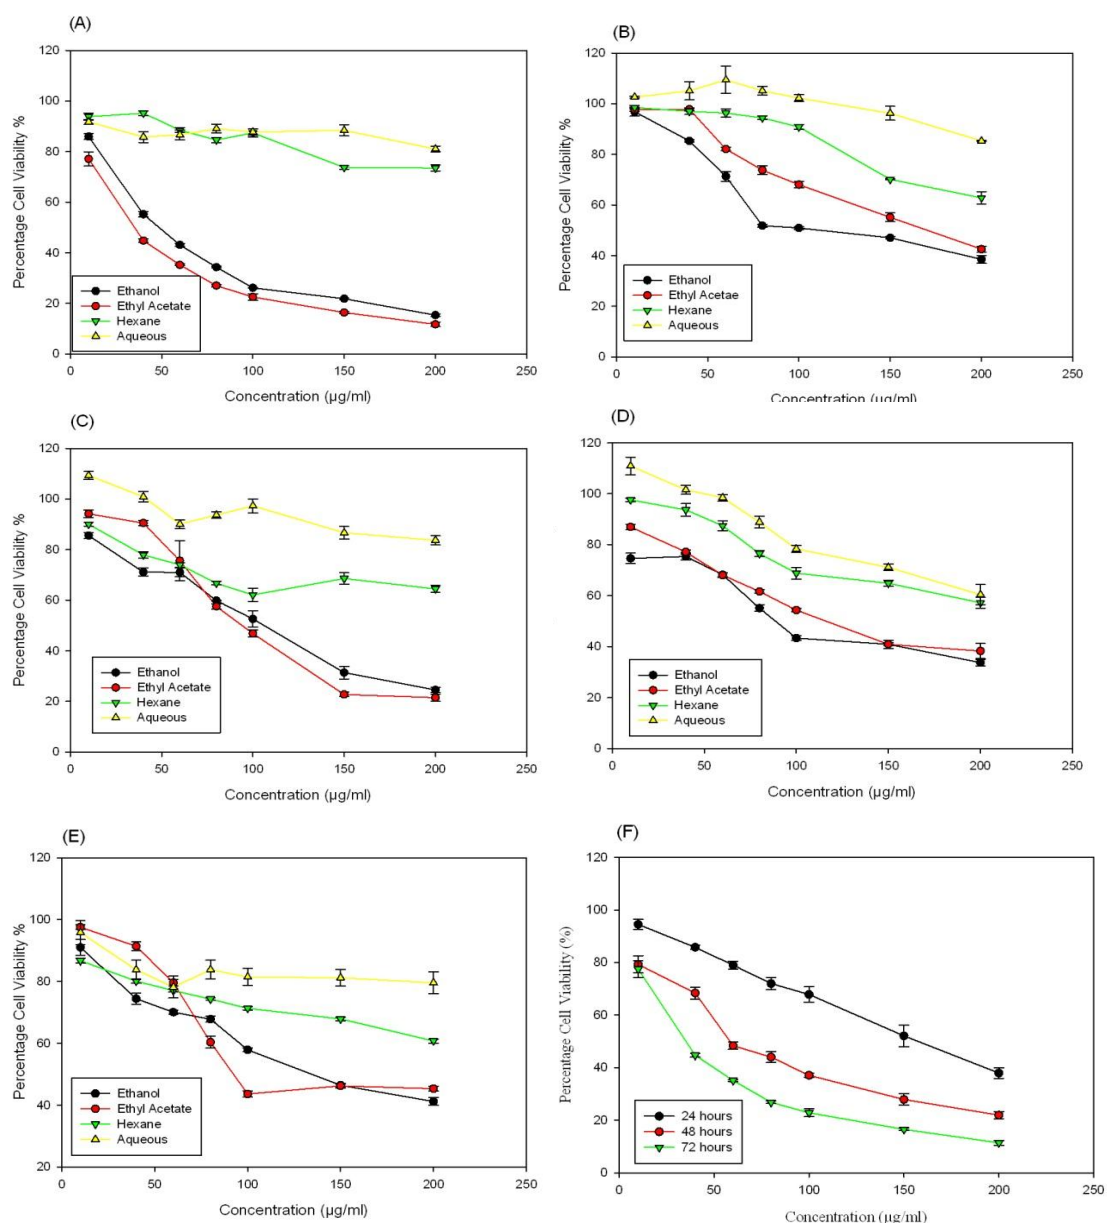 (A)
120
100
80
60
40
20
0
Percentage Cell Viability %
Ethanol
Ethyl Acetate
Hexane
Aqueous
0 50 100 150 200 250
Concentration (µg/ml)
(B)
120
100
80
60
40
20
0
Percentage Cell Viability %
Ethanol
Ethyl Acetae
Hexane
Aqueous
0 50 100 150 200 250
Concentration (µg/ml)
(C)
120
100
80
60
40
20
0
Percentage Cell Viability %
Ethanol
Ethyl Acetate
Hexane
Aqueous
0 50 100 150 200 250
Concentration (µg/ml)
(D)
120
100
80
60
40
20
0
Percentage Cell Viability %
Ethanol
Ethyl Acetate
Hexane
Aqueous
0 50 100 150 200 250
Concentration (µg/ml)
(E)
120
100
80
60
40
20
Percentage Cell Viability %
Ethanol
Ethyl Acetate
Hexane
Aqueous
0 50 100 150 200 250
Concentration (µg/ml)
(F)
120
100
80
60
40
20
0
Percentage Cell Viability (%)
24 hours
48 hours
72 hours
0 50 100 150 200 250
Concentration (µg/ml)